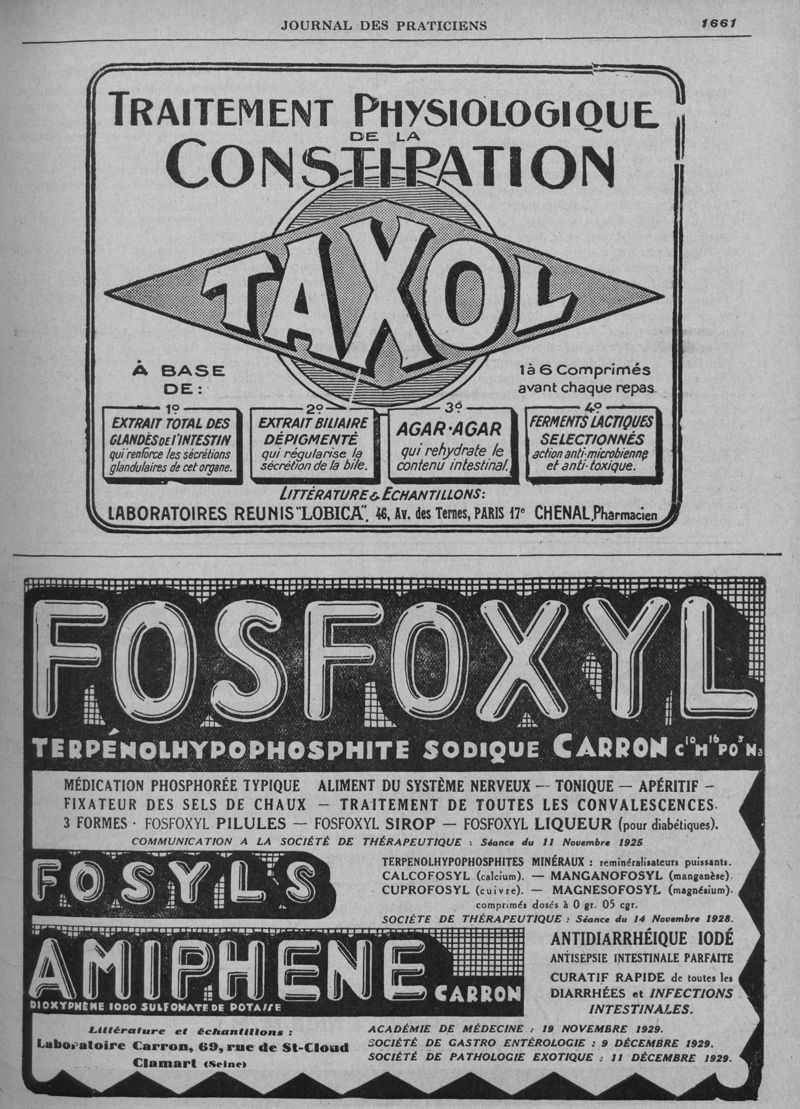 JOURNAL DES PRATICIENS 1661
TRAITEMENT PHYSIOLOGIQUE
DE LA
CONSTIPATION
TAXOL
À BASE
DE:
1 à 6 Comprimés
avant chaque repas.
1º
EXTRAIT TOTAL DES
GLANDES DE L'INTESTIN
qui renforce les sécrétions
glandulaires de cet organe.
2º
EXTRAIT BILIAIRE
DÉPIGMENTÉ
qui régularise la
sécrétion de la bile.
3º
AGAR-AGAR
qui rehydrate le
contenu intestinal.
4º
FERMENTS LACTIQUES
SELECTIONNÉS
action anti-microbienne
et anti-toxique.
LITTÉRATURE & ECHANTILLONS:
LABORATOIRES REUNIS "LOBICA". 46, Av. des Ternes, PARIS 17e CHENAL, Pharmacien
FOSFOXYL
TERPÉNOLHYPOPHOSPHITE SODIQUE CARRON C¹⁰H¹⁶PO³Na
MÉDICATION PHOSPHORÉE TYPIQUE ALIMENT DU SYSTÈME NERVEUX — TONIQUE — APÉRITIF —
FIXATEUR DES SELS DE CHAUX — TRAITEMENT DE TOUTES LES CONVALESCENCES.
3 FORMES · FOSFOXYL PILULES — FOSFOXYL SIROP — FOSFOXYL LIQUEUR (pour diabétiques).
COMMUNICATION A LA SOCIÉTÉ DE THÉRAPEUTIQUE : Séance du 11 Novembre 1925
FOSYLS
TERPENOLHYPOPHOSPHITES MINÉRAUX : reminéralisateurs puissants.
CALCOFOSYL (calcium). — MANGANOFOSYL (manganèse).
CUPROFOSYL (cuivre). — MAGNESOFOSYL (magnésium).
comprimés dosés à 0 gr. 05 cgr.
SOCIÉTE DE THÉRAPEUTIQUE : Séance du 14 Novembre 1928.
AMIPHENE
CARRON
DIOXYPHÈNE IODO SULFONATE DE POTASSE
ANTIDIARRHÉIQUE IODÉ
ANTISEPSIE INTESTINALE PARFAITE
CURATIF RAPIDE de toutes les
DIARRHÉES et INFECTIONS
INTESTINALES.
Littérature et échantillons :
Laboratoire Carron, 69, rue de St-Cloud
Clamart (Seine)
ACADÉMIE DE MÉDECINE : 19 NOVEMBRE 1929.
SOCIÉTÉ DE GASTRO ENTÉROLOGIE : 9 DÉCEMBRE 1929.
SOCIÉTÉ DE PATHOLOGIE EXOTIQUE : 11 DÉCEMBRE 1929.